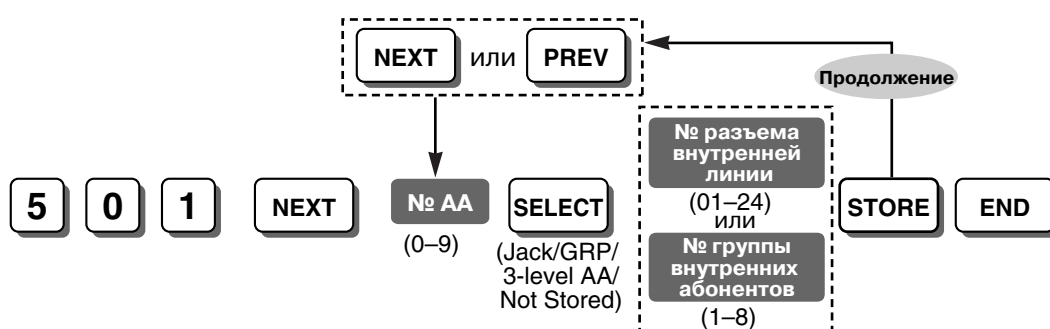 NEXT или PREV
Продолжение
5 0 1 NEXT
№ AA
(0–9)
SELECT
(Jack/GRP/
3-level AA/
Not Stored)
№ разъема
внутренней
линии
(01–24)
или
№ группы
внутренних
абонентов
(1–8)
STORE
END